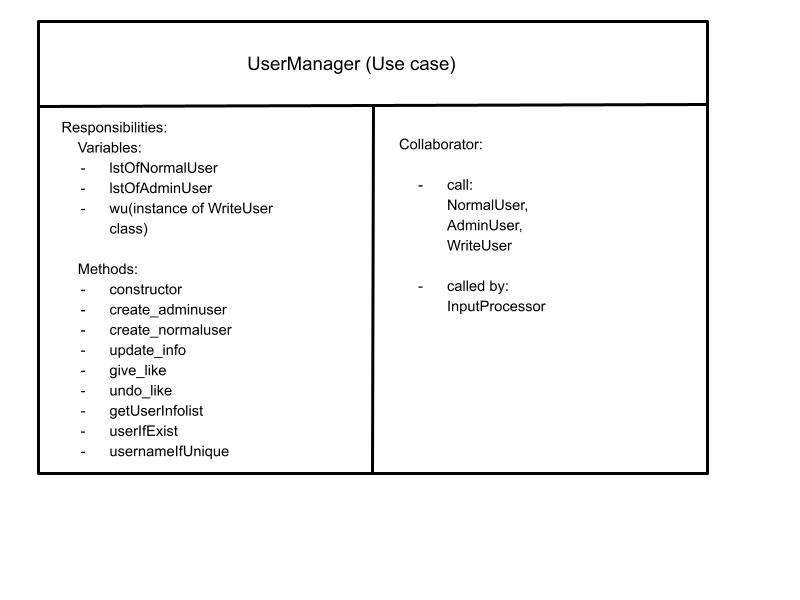 UserManager (Use case)
Responsibilities:
Variables:
- lstOfNormalUser
- lstOfAdminUser
- wu(instance of WriteUser
class)
Methods:
- constructor
- create_adminuser
- create_normaluser
- update_info
- give_like
- undo_like
- getUserInfolist
- userIfExist
- usernameIfUnique
Collaborator:
- call:
NormalUser,
AdminUser,
WriteUser
- called by:
InputProcessor